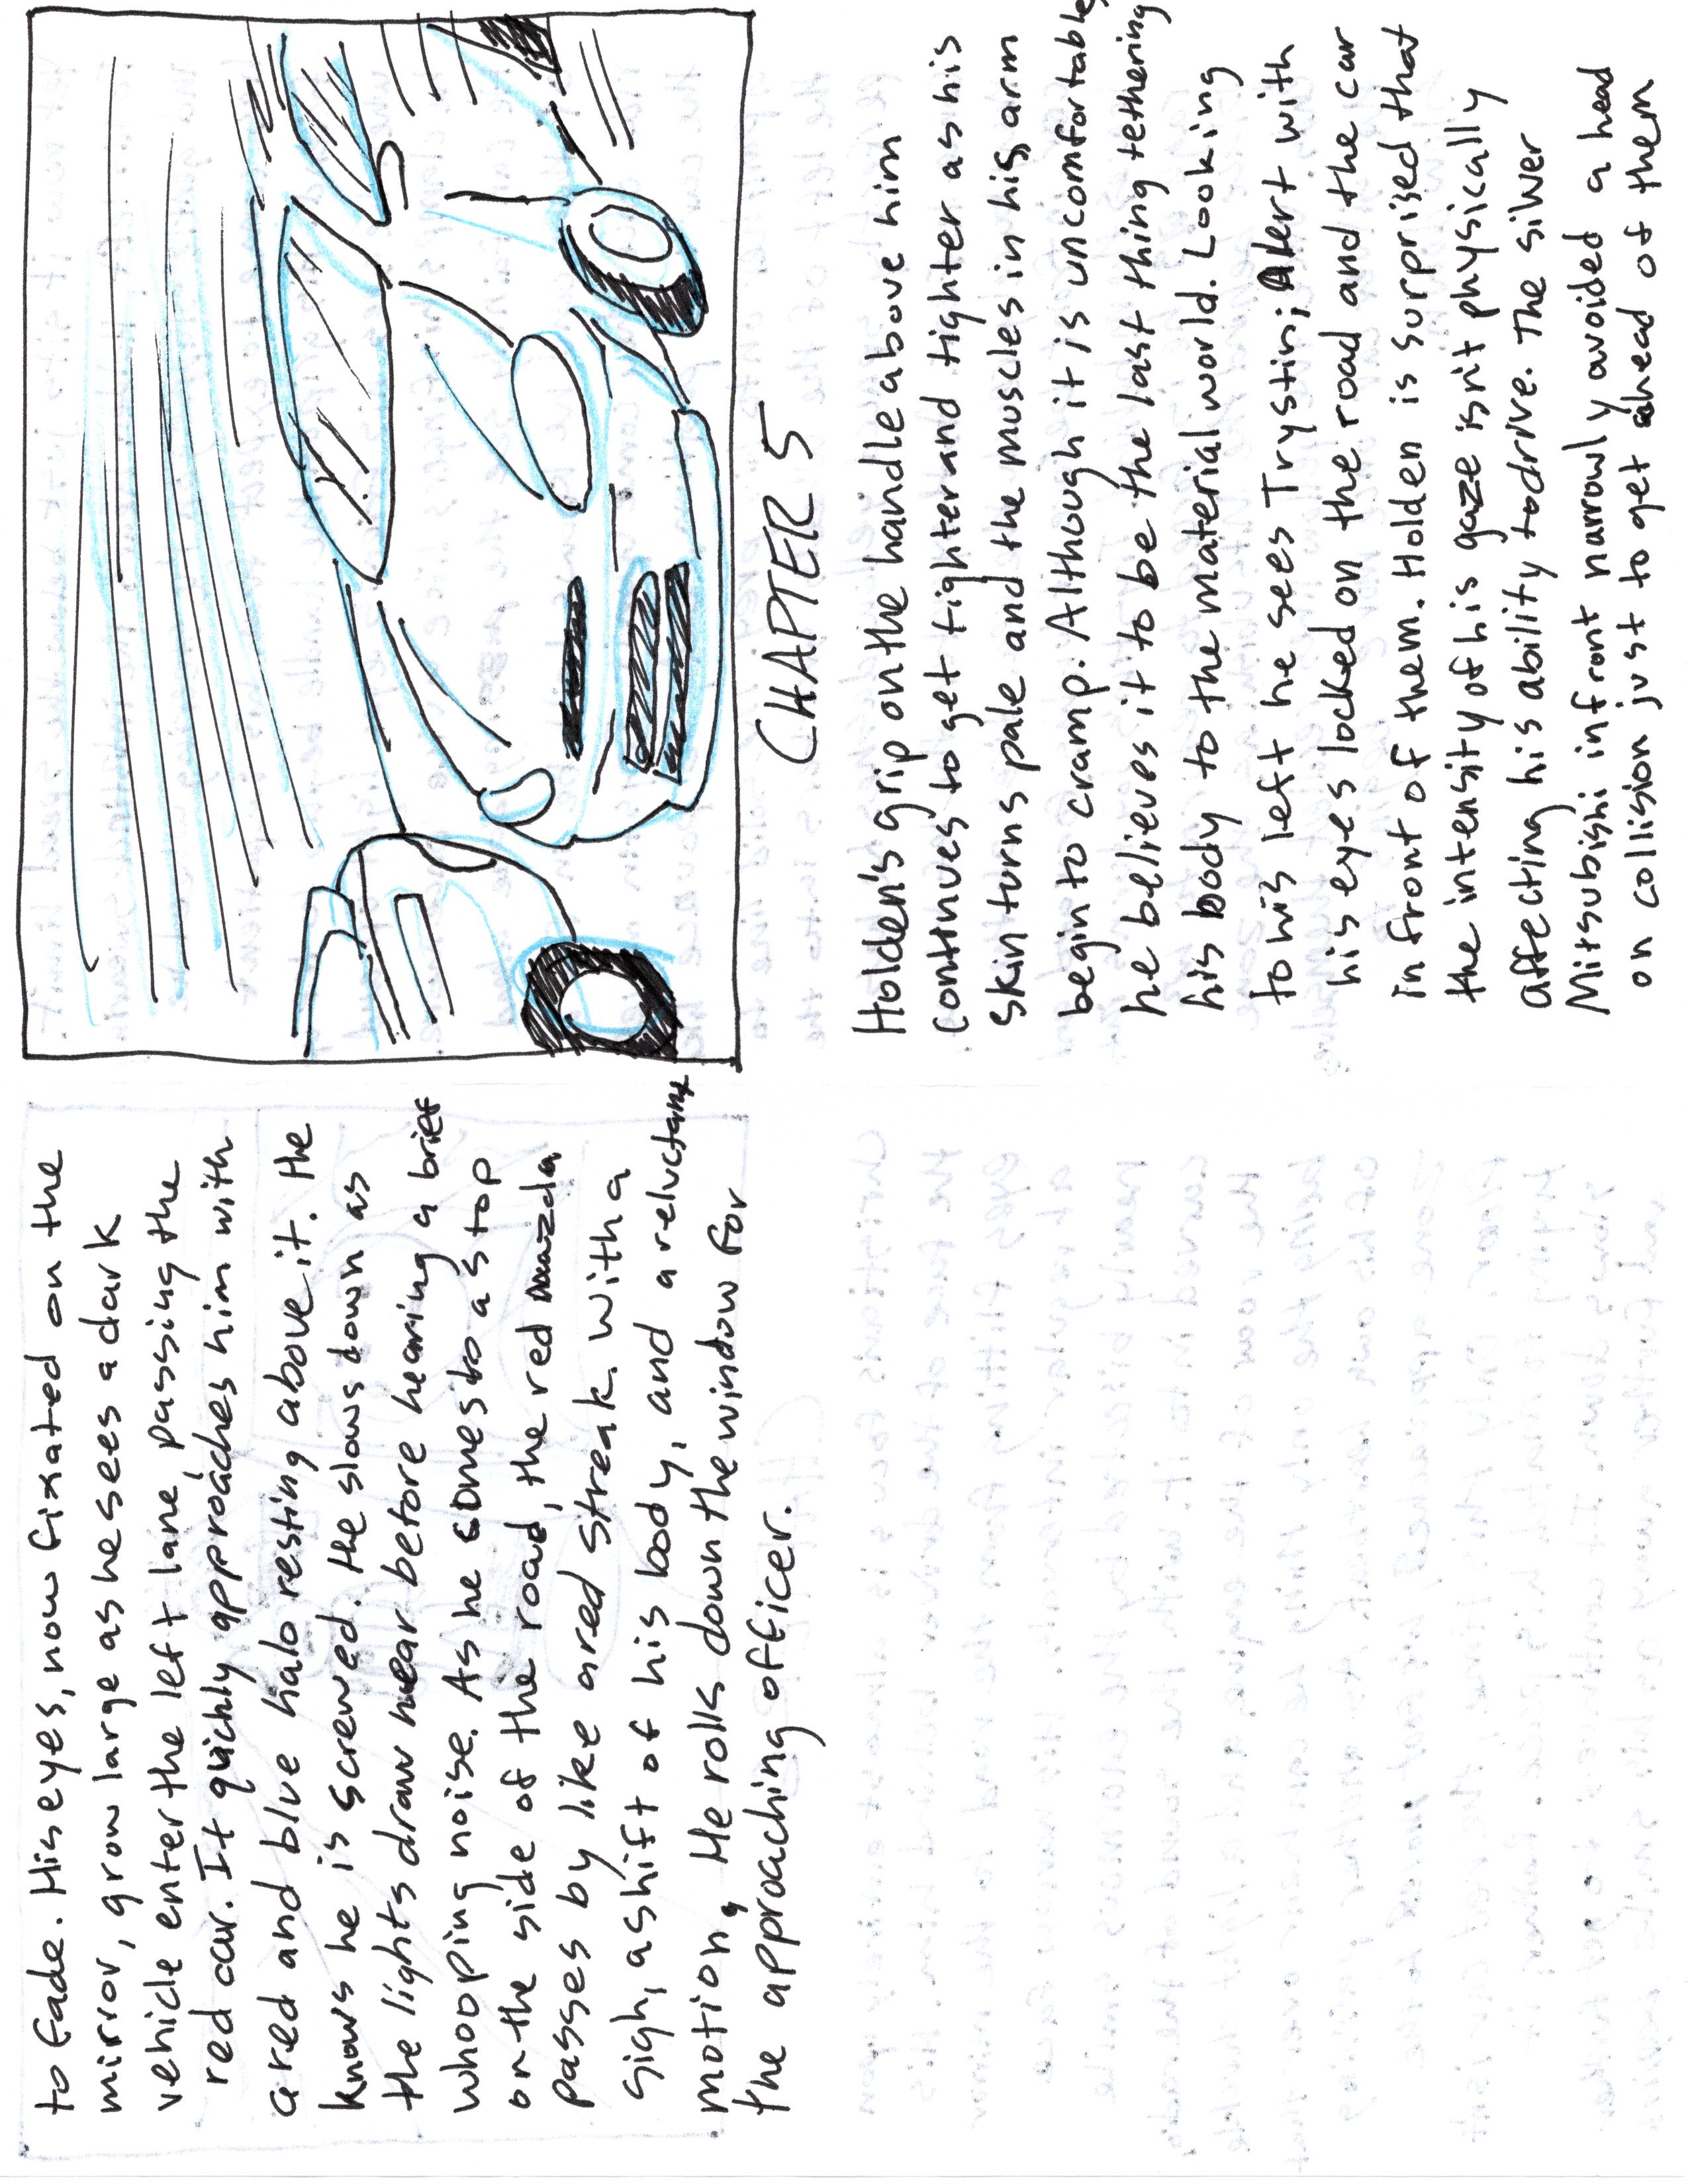 to fade. His eyes, now fixated on the
mirror, grow large as he sees a dark
vehicle enter the left lane, passing the
red car. It quickly approaches him with
a red and blue halo resting above it. He
knows he is screwed. He slows down as
the lights draw near before hearing a brief
whooping noise. As he comes to a stop
on the side of the road, the red mazda
passes by like a red streak. With a
sigh, a shift of his body, and a reluctant
motion, He rolls down the window for
the approaching officer.
CHAPTER 5
Holden's grip on the handle above him
continues to get tighter and tighter as his
skin turns pale and the muscles in his arm
begin to cramp. Although it is uncomfortable,
he believes it to be the last thing tethering
his body to the material world. Looking
to his left he sees Trystin; Alert with
his eyes locked on the road and the car
in front of them. Holden is surprised that
the intensity of his gaze isn't physically
affecting his ability to drive. The silver
Mitsubishi in front narrowly avoided a head
on collision just to get ahead of them